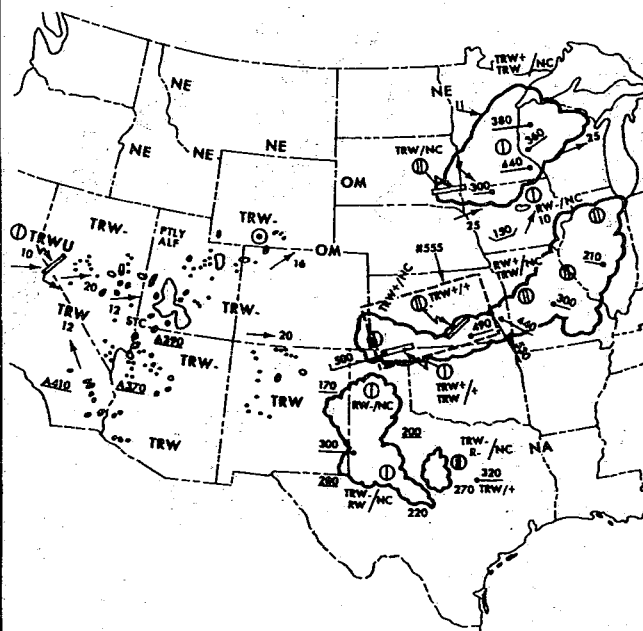 TRW+
TRW
/NC
NE
NE
11
380
360
NE
NE
NE
25
TRW/NC
440
OM
300
TRW-
PTLY
ALF
TRW-
25
150
RW-/NC
10
TRWU
10
OM
16
#555
210
RW+
TRW
/NC
TRW+/NC
TRW+/+
20
TRW
12
12
STC
300
490
440
A290
TRW-
20
500
50
A410
A370
TRW
170
RW-/NC
TRW+
TRW
/+
TRW
300
200
TRW-
R-
/NC
NA
280
TRW-
RW
/NC
220
270
320
TRW/+